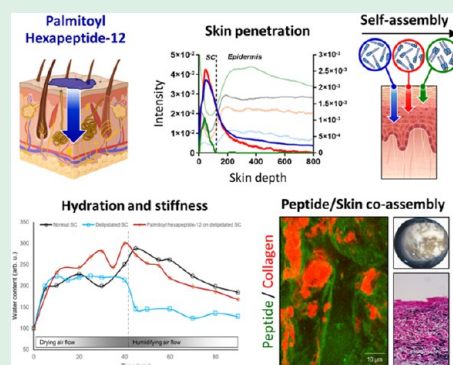 Palmitoyl
Hexapeptide-12
Skin penetration
Self-assembly
SC
Epidermis
5×10⁻²
4×10⁻²
3×10⁻²
2×10⁻²
1×10⁻²
0
3×10⁻³
2.5×10⁻³
2×10⁻³
1.5×10⁻³
1×10⁻³
5×10⁻⁴
0
Intensity
0 200 400 600 800
Skin depth
Hydration and stiffness
Normal SC
Delipidated SC
Palmitoyl hexapeptide-12 on delipidated SC
Water content (arb. u.)
350
300
250
200
150
100
50
0
Drying air flow
Humidifying air flow
0 20 40 60 80
Peptide/Skin co-assembly
Peptide/ Collagen
10 µm